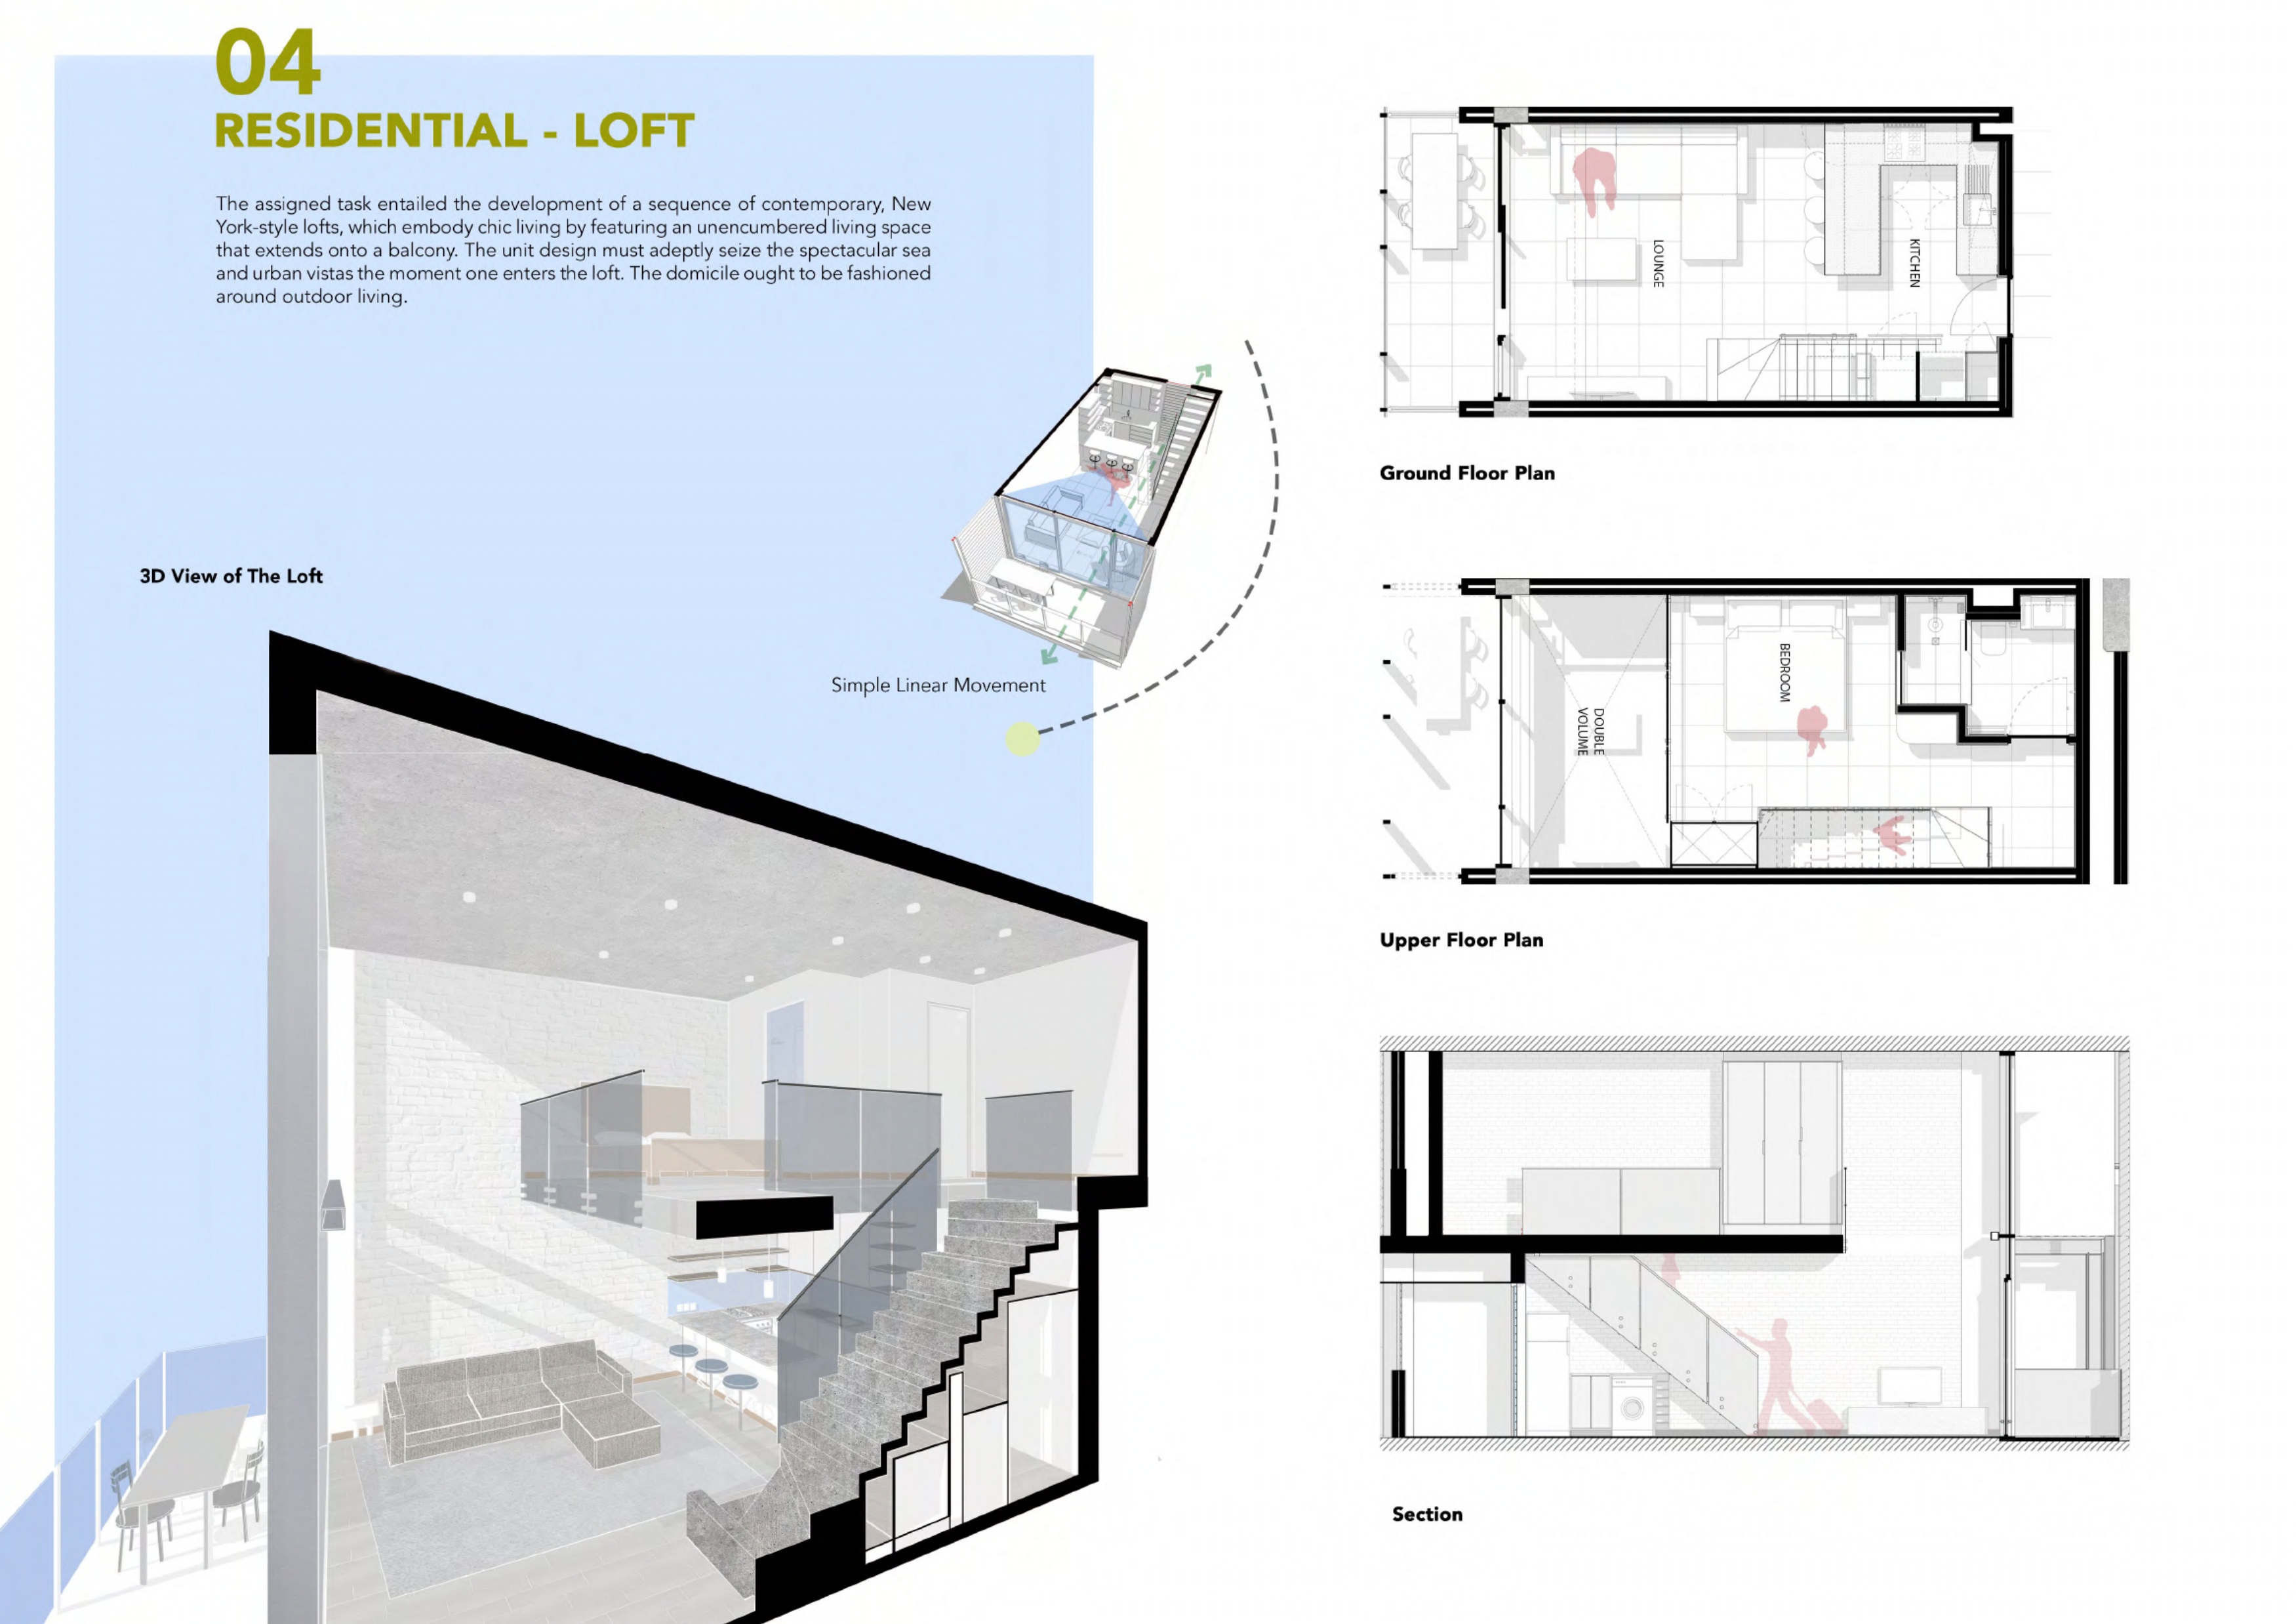 04
RESIDENTIAL - LOFT
The assigned task entailed the development of a sequence of contemporary, New
York-style lofts, which embody chic living by featuring an unencumbered living space
that extends onto a balcony. The unit design must adeptly seize the spectacular sea
and urban vistas the moment one enters the loft. The domicile ought to be fashioned
around outdoor living.
3D View of The Loft
Simple Linear Movement
LOUNGE
KITCHEN
Ground Floor Plan
BEDROOM
DOUBLE
VOLUME
Upper Floor Plan
Section